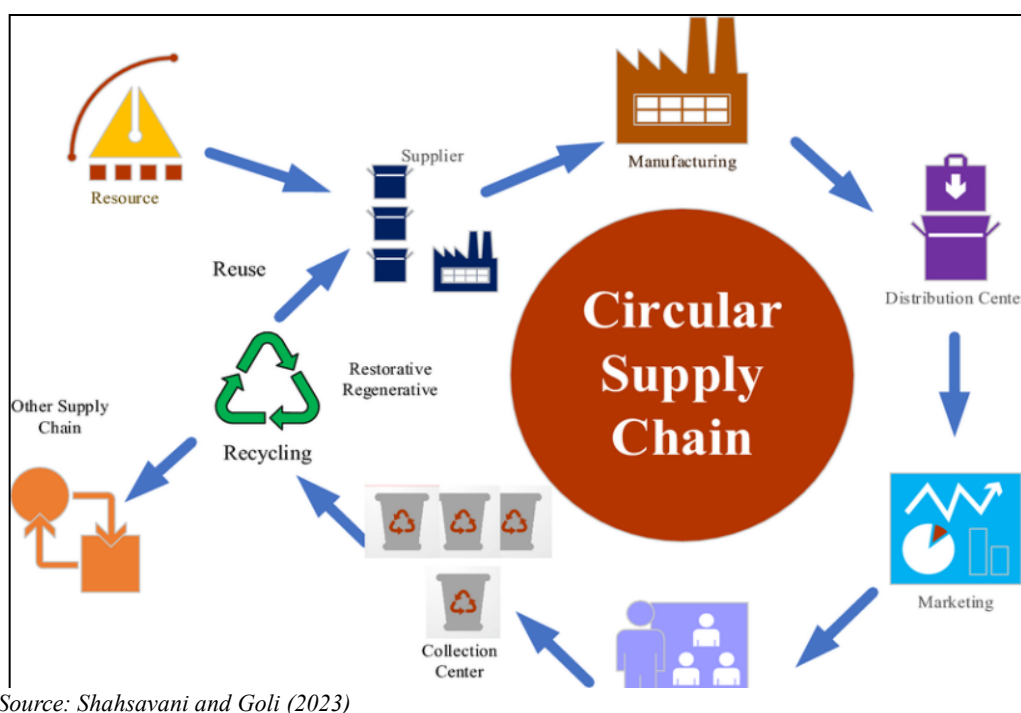 Supplier
Manufacturing
Resource
Reuse
Circular
Supply
Chain
Distribution Cente
Restorative
Regenerative
Other Supply
Chain
Recycling
Marketing
Collection
Center
Source: Shahsavani and Goli (2023)